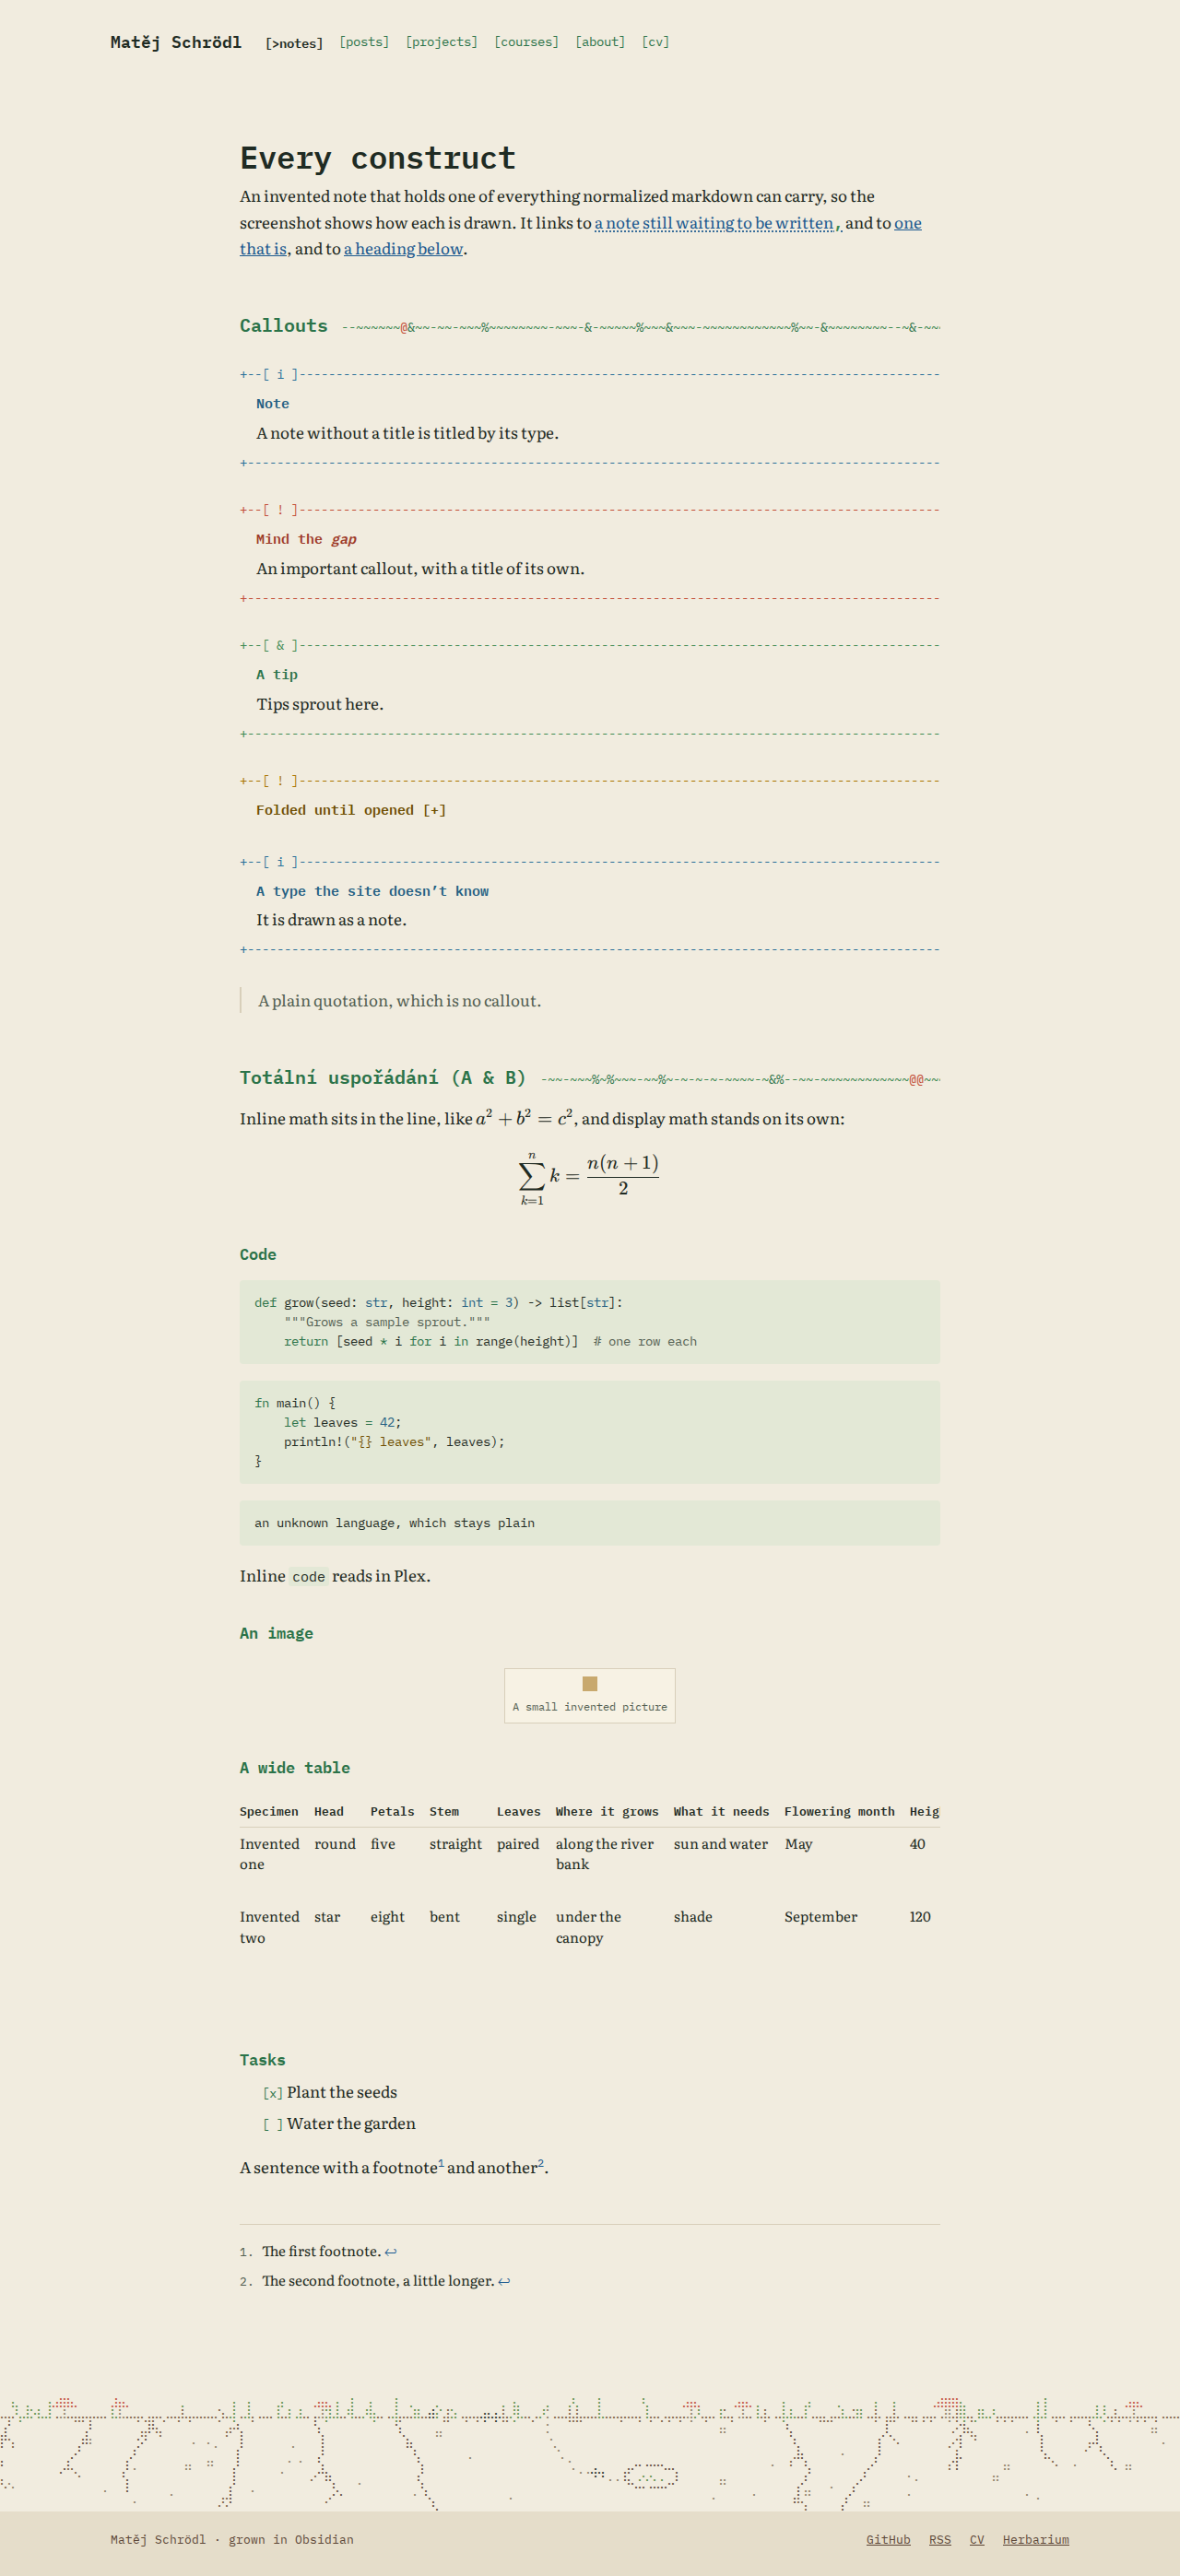 Matěj Schrödl [>notes] [posts] [projects] [courses] [about] [cv]
Every construct
An invented note that holds one of everything normalized markdown can carry, so the
screenshot shows how each is drawn. It links to a note still waiting to be written, and to one
that is, and to a heading below.
Callouts
+--[ i ]
Note
A note without a title is titled by its type.
+--[ ! ]
Mind the gap
An important callout, with a title of its own.
+--[ & ]
A tip
Tips sprout here.
+--[ ! ]
Folded until opened [+]
+--[ i ]
A type the site doesn’t know
It is drawn as a note.
A plain quotation, which is no callout.
Totální uspořádání (A & B)
Inline math sits in the line, like a² + b² = c², and display math stands on its own:
n
∑ k = n(n + 1) / 2
k=1
Code
def grow(seed: str, height: int = 3) -> list[str]:
"""Grows a sample sprout."""
return [seed * i for i in range(height)]  # one row each
fn main() {
let leaves = 42;
println!("{} leaves", leaves);
}
an unknown language, which stays plain
Inline code reads in Plex.
An image
A small invented picture
A wide table
Specimen Head Petals Stem Leaves Where it grows What it needs Flowering month Heig
Invented one round five straight paired along the river bank sun and water May 40
Invented two star eight bent single under the canopy shade September 120
Tasks
[x] Plant the seeds
[ ] Water the garden
A sentence with a footnote1 and another2.
1. The first footnote. ↩
2. The second footnote, a little longer. ↩
Matěj Schrödl · grown in Obsidian GitHub RSS CV Herbarium